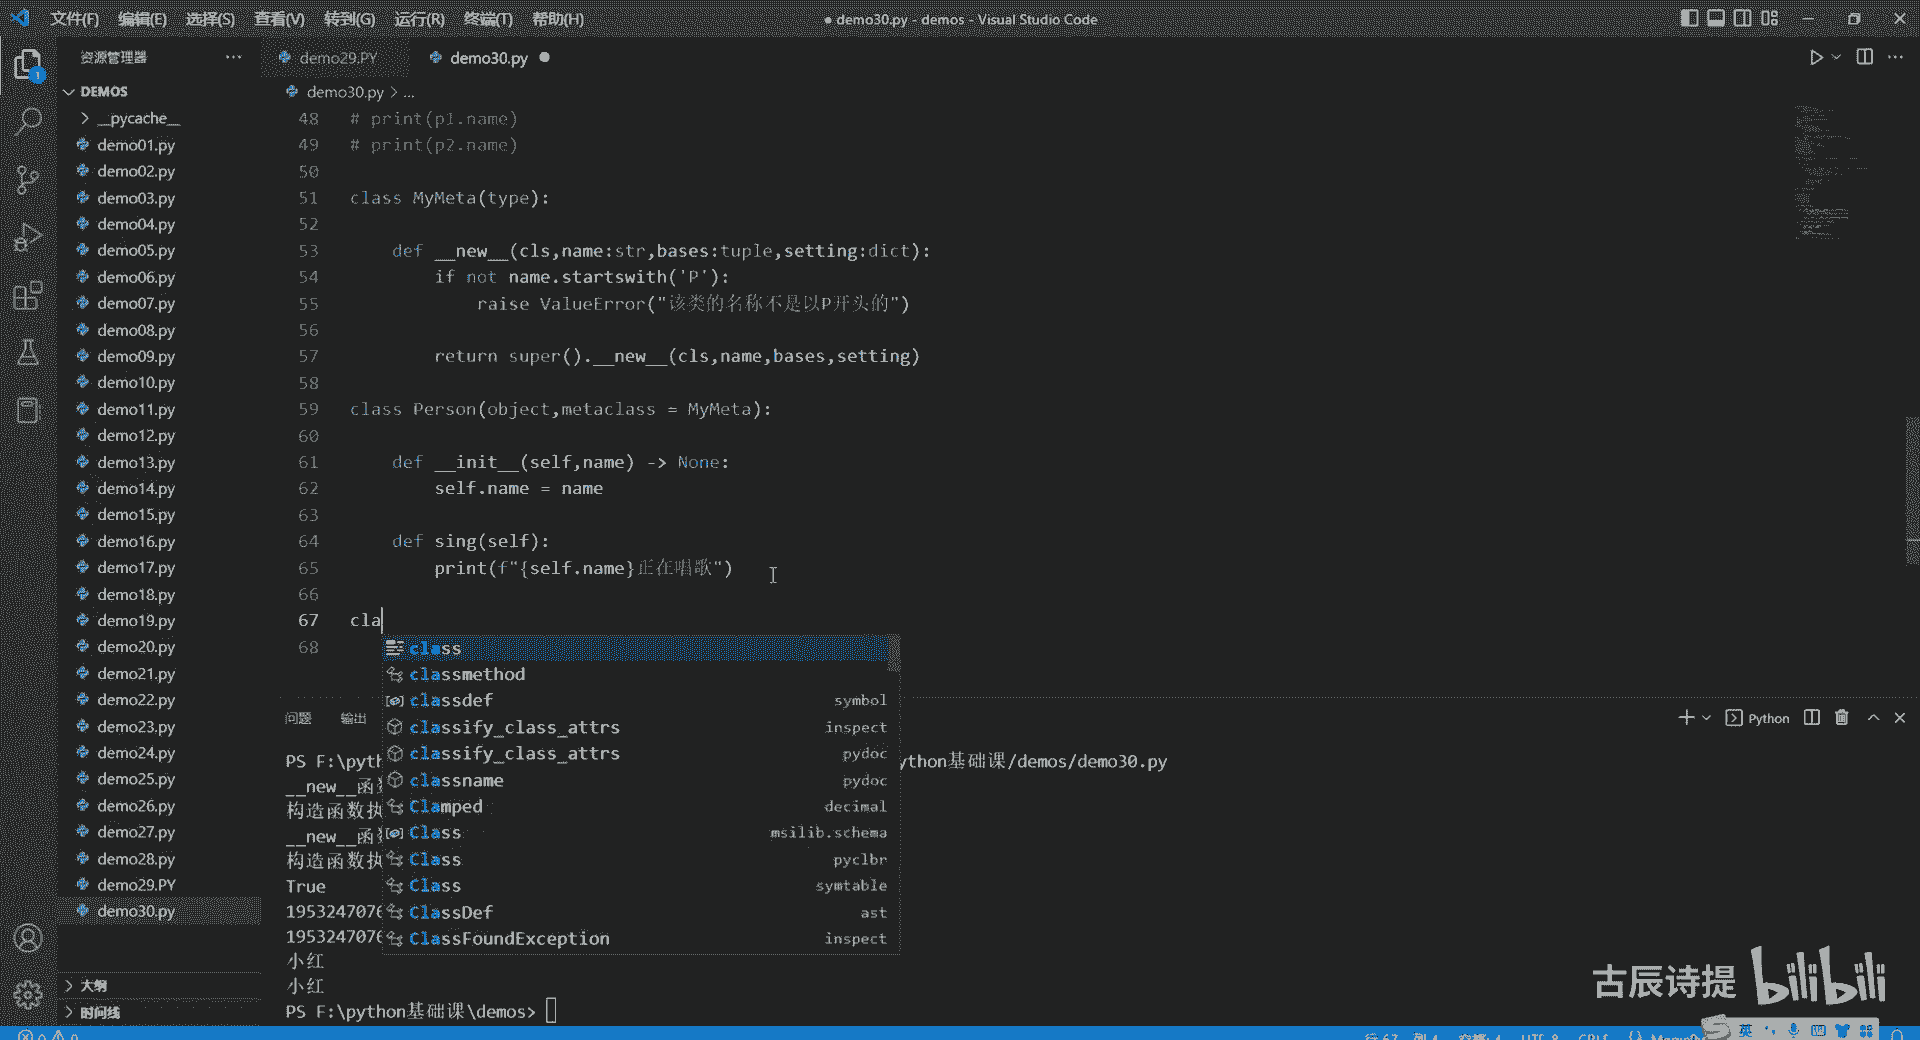 文件(F) 编辑(E) 选择(S) 查看(V) 转到(G) 运行(R) 终端(T) 帮助(H) ● demo30.py - demos - Visual Studio Code
资源管理器 ··· demo29.PY demo30.py ●
1
DEMOS
demo30.py > ...
__pycache__
demo01.py
demo02.py
demo03.py
demo04.py
demo05.py
demo06.py
demo07.py
demo08.py
demo09.py
demo10.py
demo11.py
demo12.py
demo13.py
demo14.py
demo15.py
demo16.py
demo17.py
demo18.py
demo19.py
demo20.py
demo21.py
demo22.py
demo23.py
demo24.py
demo25.py
demo26.py
demo27.py
demo28.py
demo29.PY
demo30.py
大纲
时间线
48 # print(p1.name)
49 # print(p2.name)
50
51 class MyMeta(type):
52
53 def __new__(cls,name:str,bases:tuple,setting:dict):
54 if not name.startswith('P'):
55 raise ValueError("该类的名称不是以P开头的")
56
57 return super().__new__(cls,name,bases,setting)
58
59 class Person(object,metaclass = MyMeta):
60
61 def __init__(self,name) -> None:
62 self.name = name
63
64 def sing(self):
65 print(f"{self.name}正在唱歌")
66
67 cla
68
class
classmethod
classdef symbol
classify_class_attrs inspect
classify_class_attrs pydoc
classname pydoc
Clamped decimal
Class msilib.schema
Class pyclbr
Class symtable
ClassDef ast
ClassFoundException inspect
问题 输出
Python
PS F:\pyth ython基础课/demos/demo30.py
__new__函
构造函数执
__new__函
构造函数执
True
195324707
195324707
小红
小红
PS F:\python基础课\demos>
古辰诗提 bilibili
英